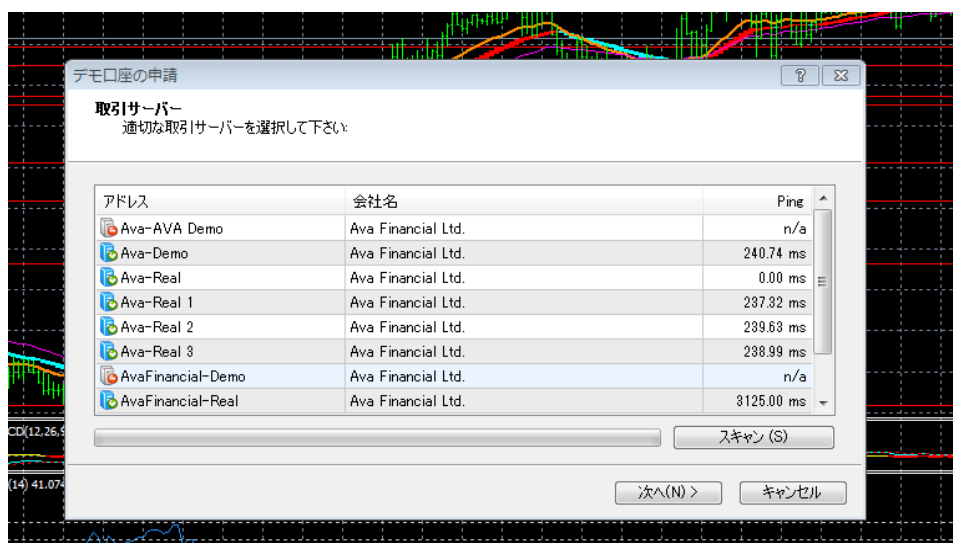 デモ口座の申請
取引サーバー
適切な取引サーバーを選択して下さい:
アドレス 会社名 Ping
Ava-AVA Demo Ava Financial Ltd. n/a
Ava-Demo Ava Financial Ltd. 240.74 ms
Ava-Real Ava Financial Ltd. 0.00 ms
Ava-Real 1 Ava Financial Ltd. 237.32 ms
Ava-Real 2 Ava Financial Ltd. 239.63 ms
Ava-Real 3 Ava Financial Ltd. 238.99 ms
AvaFinancial-Demo Ava Financial Ltd. n/a
AvaFinancial-Real Ava Financial Ltd. 3125.00 ms
CD(12,26,9
スキャン (S)
(14) 41.074
次へ(N) > キャンセル